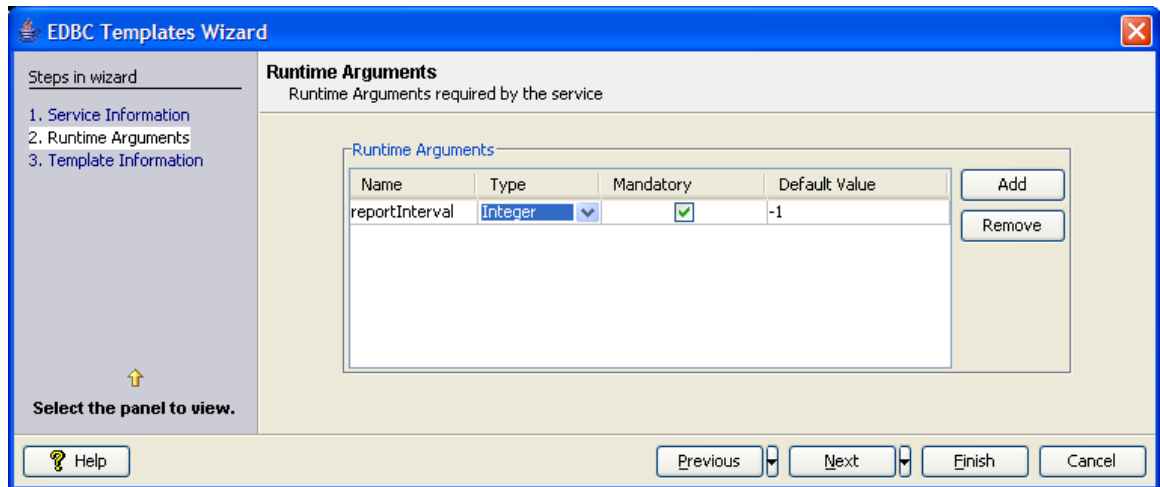 EDBC Templates Wizard
Steps in wizard
1. Service Information
2. Runtime Arguments
3. Template Information
Select the panel to view.
Runtime Arguments
Runtime Arguments required by the service
Runtime Arguments
Name Type Mandatory Default Value
reportInterval Integer -1
Add
Remove
Help Previous Next Finish Cancel